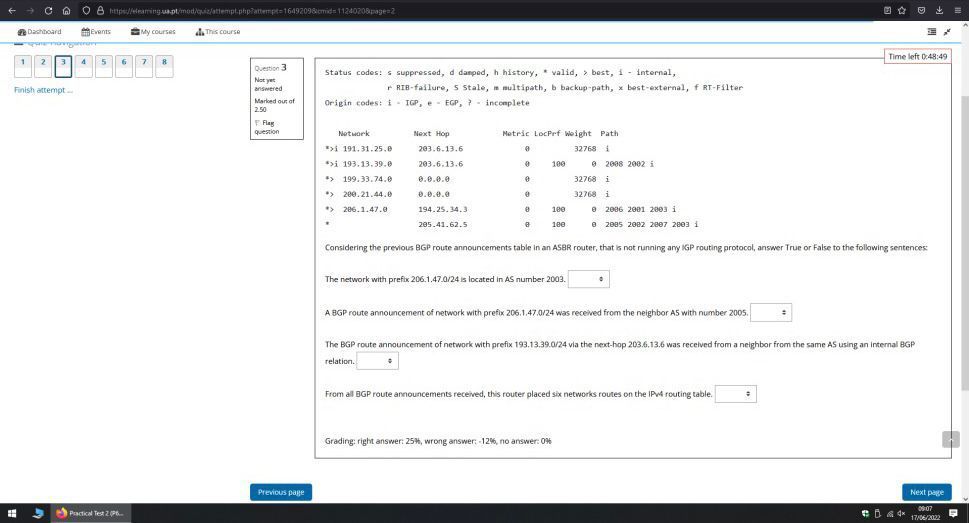 https://elearning.ua.pt/mod/quiz/attempt.php?attempt=1649209&cmid=1124020&page=2
Dashboard Events My courses This course
1 2 3 4 5 6 7 8
Finish attempt ...
Time left 0:48:49
Question 3
Not yet answered
Marked out of 2.50
Flag question
Status codes: s suppressed, d damped, h history, * valid, > best, i - internal,
r RIB-failure, S Stale, m multipath, b backup-path, x best-external, f RT-Filter
Origin codes: i - IGP, e - EGP, ? - incomplete
Network Next Hop Metric LocPrf Weight Path
*>i 191.31.25.0 203.6.13.6 0 32768 i
*>i 193.13.39.0 203.6.13.6 0 100 0 2008 2002 i
*> 199.33.74.0 0.0.0.0 0 32768 i
*> 200.21.44.0 0.0.0.0 0 32768 i
*> 206.1.47.0 194.25.34.3 0 100 0 2006 2001 2003 i
* 205.41.62.5 0 100 0 2005 2002 2007 2003 i
Considering the previous BGP route announcements table in an ASBR router, that is not running any IGP routing protocol, answer True or False to the following sentences:
The network with prefix 206.1.47.0/24 is located in AS number 2003.
A BGP route announcement of network with prefix 206.1.47.0/24 was received from the neighbor AS with number 2005.
The BGP route announcement of network with prefix 193.13.39.0/24 via the next-hop 203.6.13.6 was received from a neighbor from the same AS using an internal BGP
relation.
From all BGP route announcements received, this router placed six networks routes on the IPv4 routing table.
Grading: right answer: 25%, wrong answer: -12%, no answer: 0%
Previous page
Next page
Practical Test 2 (P6...
09:07
17/06/2022